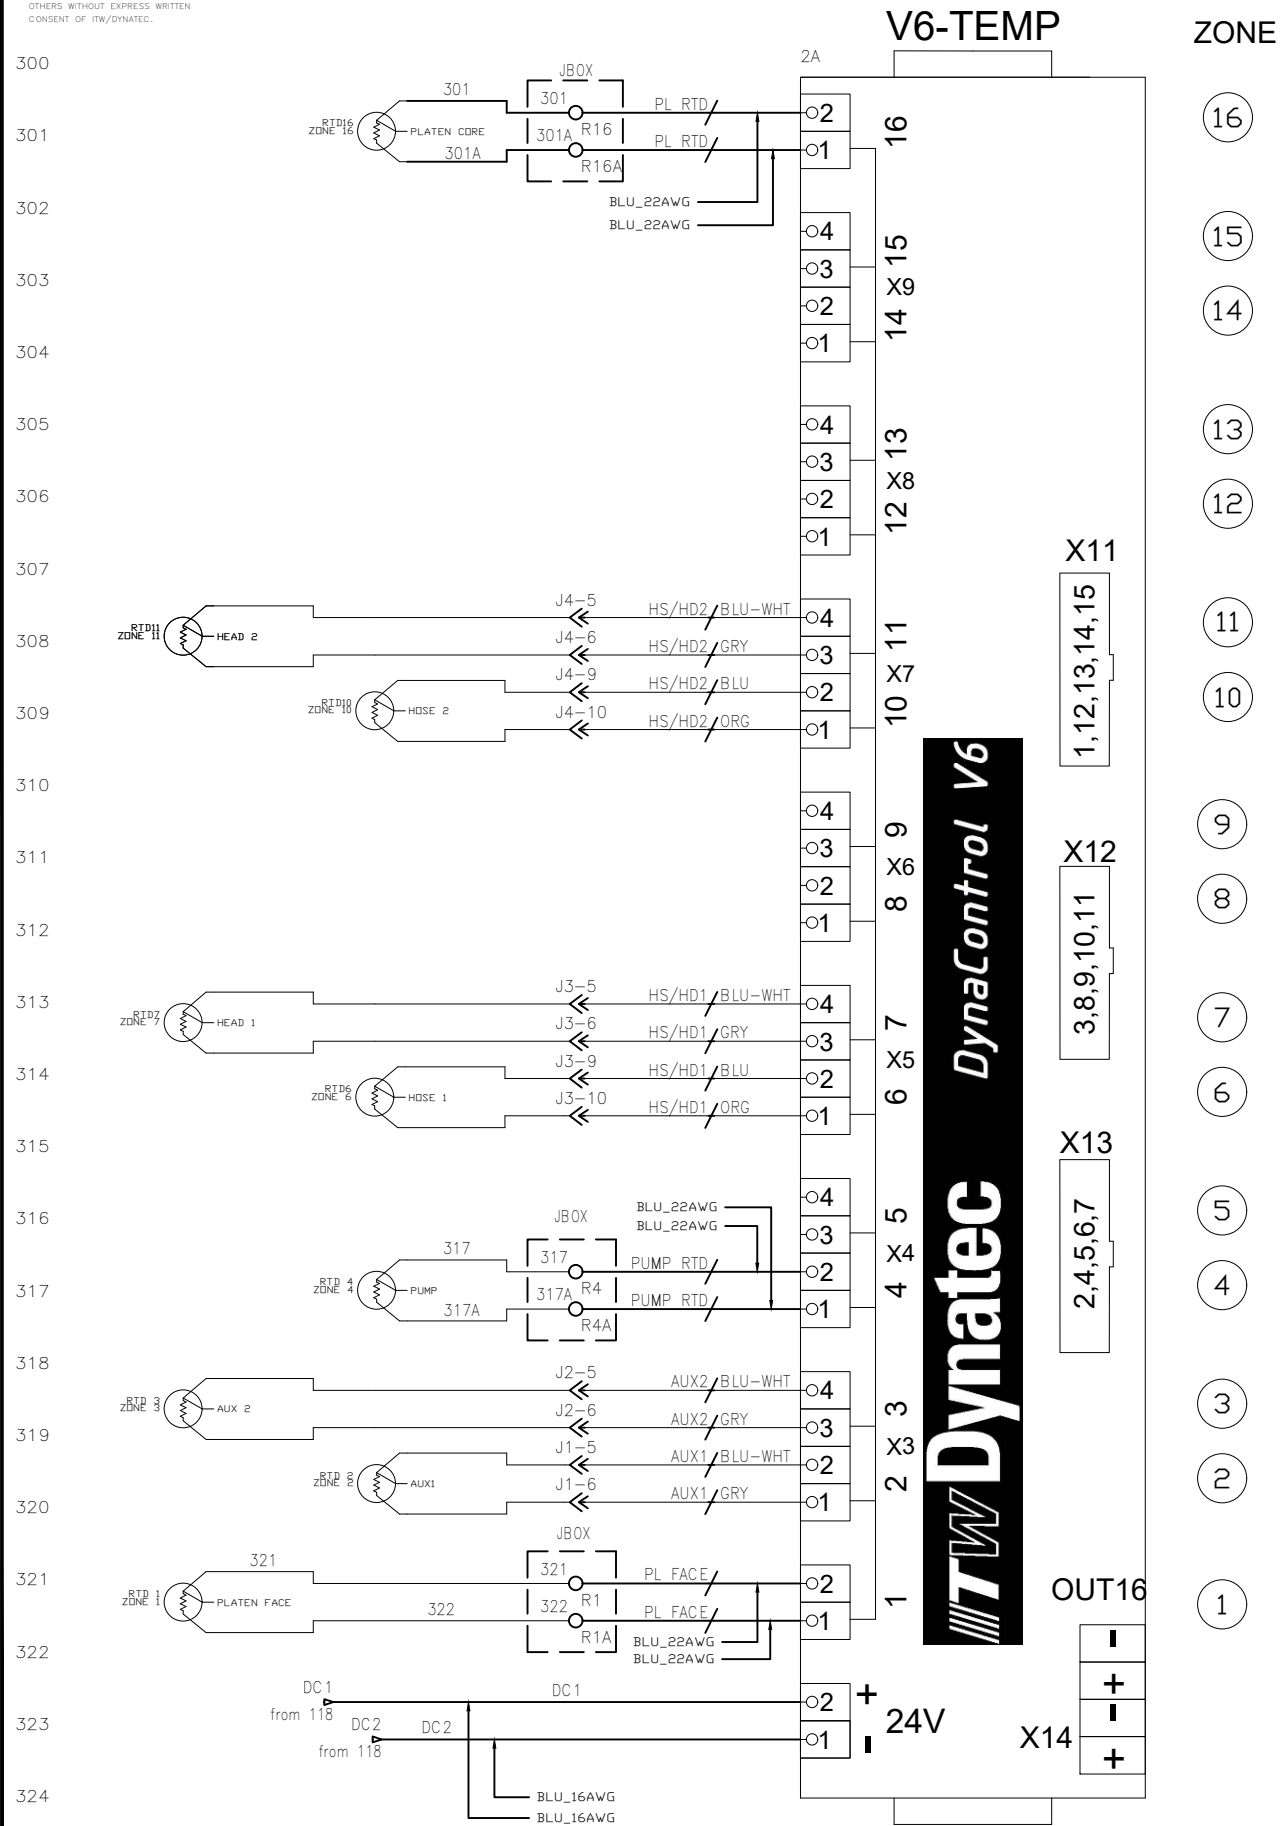 OTHERS WITHOUT EXPRESS WRITTEN
CONSENT OF ITW/DYNATEC.
V6-TEMP
ZONE
2A
300
JBOX
301
301
PL RTD
2
16
16
RTD16
ZONE 16
PLATEN CORE
R16
301
301A
301A
PL RTD
1
R16A
302
BLU_22AWG
BLU_22AWG
4
15
15
303
3
X9
2
14
14
304
1
305
4
13
13
3
X8
306
2
12
12
1
307
X11
1,12,13,14,15
J4-5
HS/HD2
BLU-WHT
4
11
11
RTD11
ZONE 11
HEAD 2
308
J4-6
HS/HD2
GRY
3
X7
J4-9
HS/HD2
BLU
2
10
10
RTD10
ZONE 10
HOSE 2
309
J4-10
HS/HD2
ORG
1
310
4
9
9
X12
3,8,9,10,11
311
3
X6
2
8
8
312
1
313
J3-5
HS/HD1
BLU-WHT
4
7
7
RTD7
ZONE 7
HEAD 1
J3-6
HS/HD1
GRY
3
X5
314
J3-9
HS/HD1
BLU
2
6
6
RTD6
ZONE 6
HOSE 1
J3-10
HS/HD1
ORG
1
315
X13
2,4,5,6,7
DynaControl V6
ITW Dynatec
4
5
5
316
BLU_22AWG
BLU_22AWG
JBOX
3
X4
317
317
PUMP RTD
2
4
4
RTD 4
ZONE 4
PUMP
R4
317
317A
317A
PUMP RTD
1
R4A
318
J2-5
AUX2
BLU-WHT
4
3
3
RTD 3
ZONE 3
AUX 2
319
J2-6
AUX2
GRY
3
X3
J1-5
AUX1
BLU-WHT
2
2
2
RTD 2
ZONE 2
AUX1
320
J1-6
AUX1
GRY
1
JBOX
321
321
321
PL FACE
2
1
1
RTD 1
ZONE 1
PLATEN FACE
R1
322
322
PL FACE
1
R1A
322
BLU_22AWG
BLU_22AWG
OUT16
-
+
-
+
X14
DC1
from 118
DC1
2
+
24V
323
DC2
from 118
DC2
1
-
324
BLU_16AWG
BLU_16AWG